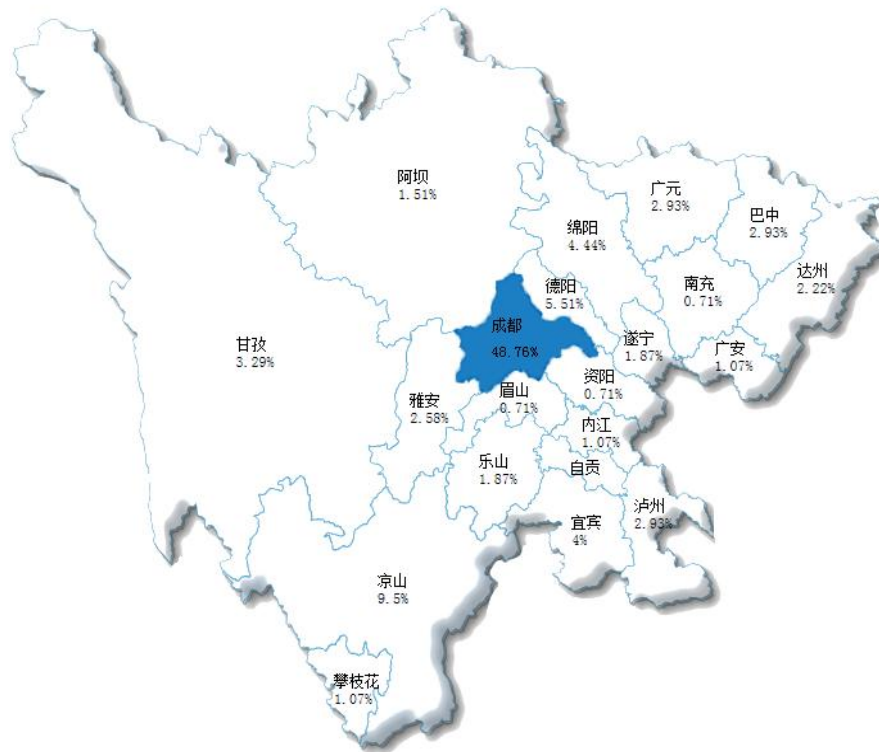 阿坝
1.51%
广元
2.93%
巴中
2.93%
绵阳
4.44%
达州
2.22%
南充
0.71%
德阳
5.51%
成都
48.76%
甘孜
3.29%
遂宁
1.87%
广安
1.07%
资阳
0.71%
眉山
0.71%
雅安
2.58%
内江
1.07%
乐山
1.87%
自贡
泸州
2.93%
宜宾
4%
凉山
9.5%
攀枝花
1.07%